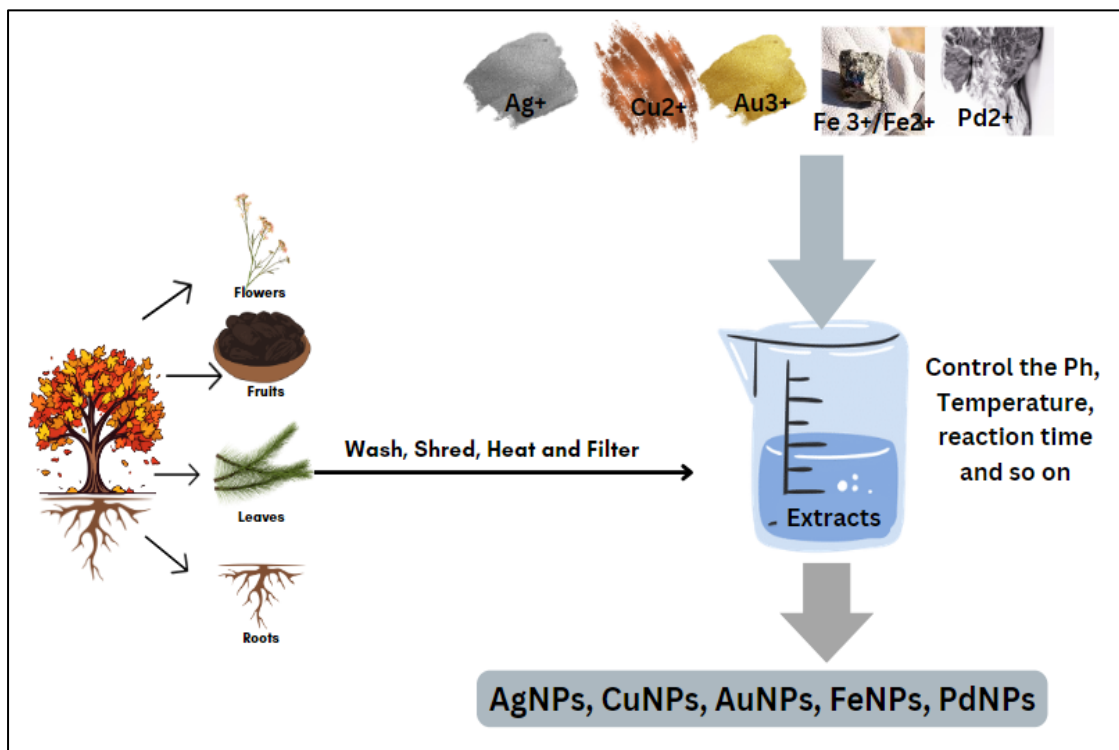 Ag+
Cu2+
Au3+
Fe 3+/Fe2+
Pd2+
Flowers
Fruits
Leaves
Roots
Wash, Shred, Heat and Filter
Extracts
Control the Ph,
Temperature,
reaction time
and so on
AgNPs, CuNPs, AuNPs, FeNPs, PdNPs